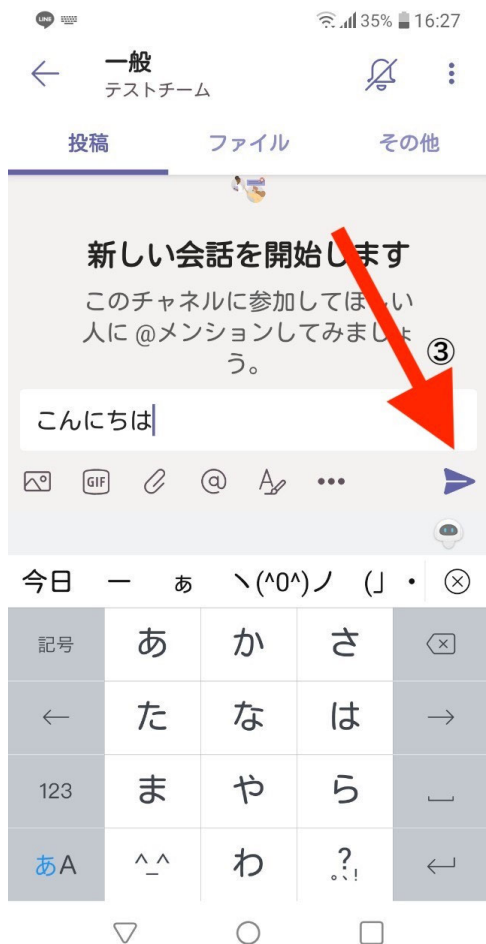 LINE 35% 16:27
一般
テストチーム
投稿 ファイル その他
新しい会話を開始します
このチャネルに参加してほしい
人に @メンションしてみましょ
う。
③
こんにちは
GIF @ A •••
今日 ー ぁ ヽ(^0^)ノ (」 ・
記号 あ か さ
← た な は →
123 ま や ら
あA ^_^ わ ?。、!